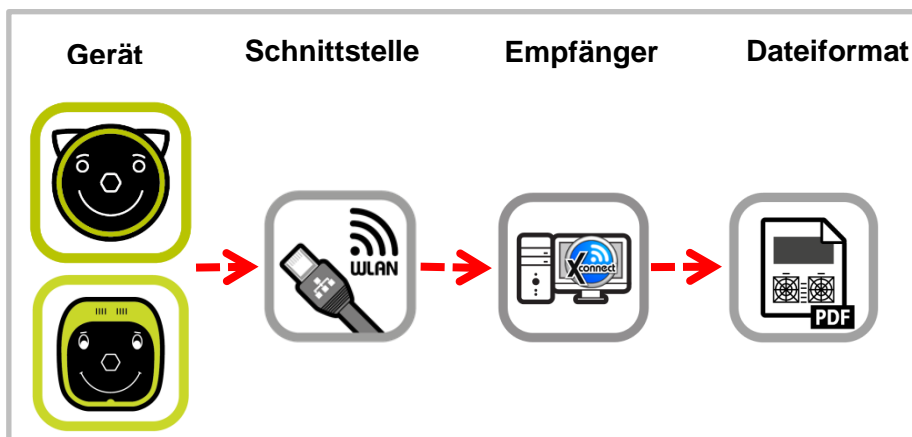 Gerät
Schnittstelle
Empfänger
Dateiformat
WLAN
Xconnect
PDF